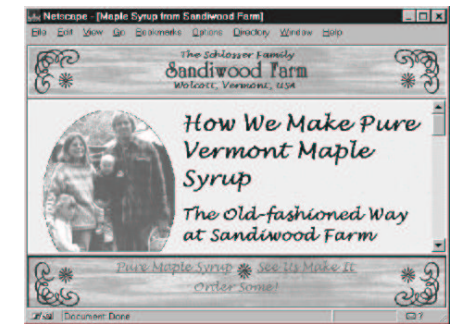 Netscape - [Maple Syrup from Sandiwood Farm]
File Edit View Go Bookmarks Options Directory Window Help
The Schlosser Family
Sandiwood Farm
Wolcott, Vermont, USA
How We Make Pure
Vermont Maple
Syrup
The Old-fashioned Way
at Sandiwood Farm
Pure Maple Syrup See Us Make It
Order Some!
Document Done